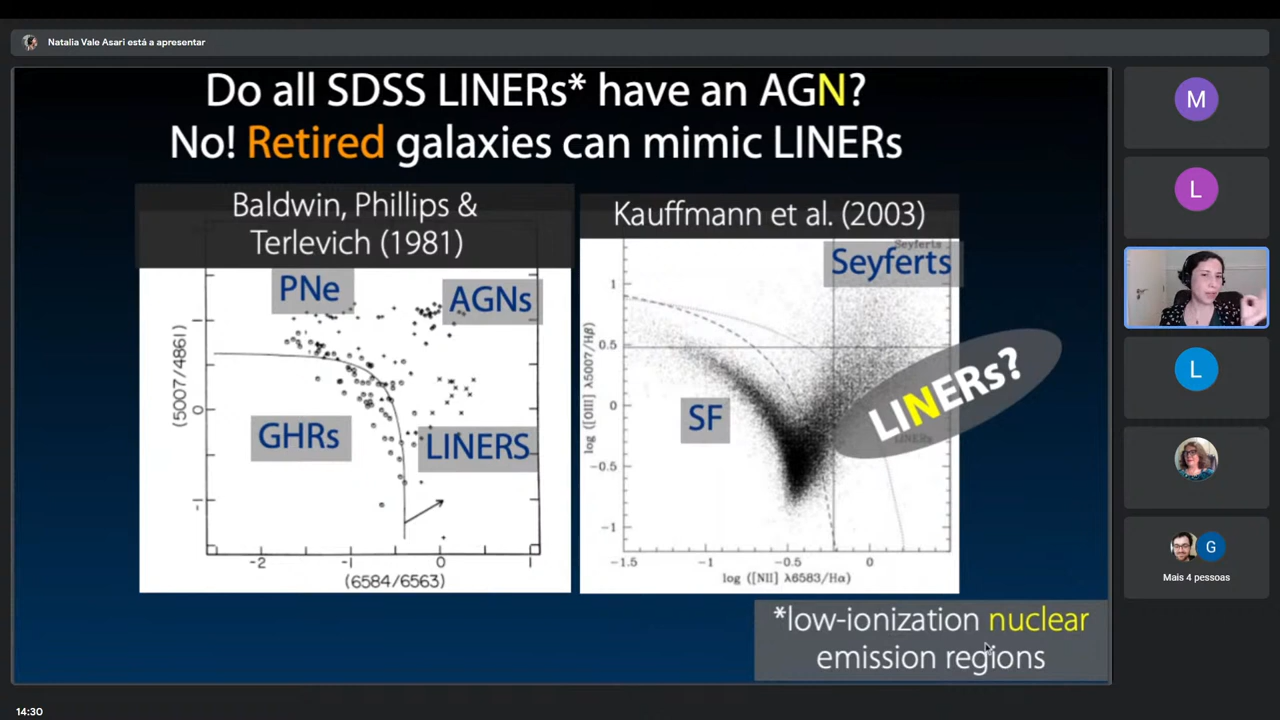 Natalia Vale Asari está a apresentar
Do all SDSS LINERs* have an AGN?
No! Retired galaxies can mimic LINERs
Baldwin, Phillips &
Terlevich (1981)
PNe
AGNs
GHRs
LINERS
(5007/4861)
0
-1
-2
-1
0
1
(6584/6563)
Kauffmann et al. (2003)
Seyferts
Seyferts
SF
LINERs?
LINERs
log ([OIII] λ5007/Hβ)
1
0.5
0
-0.5
-1
-1.5
-1
-0.5
0
log ([NII] λ6583/Hα)
*low-ionization nuclear
emission regions
M
L
L
G
Mais 4 pessoas
14:30